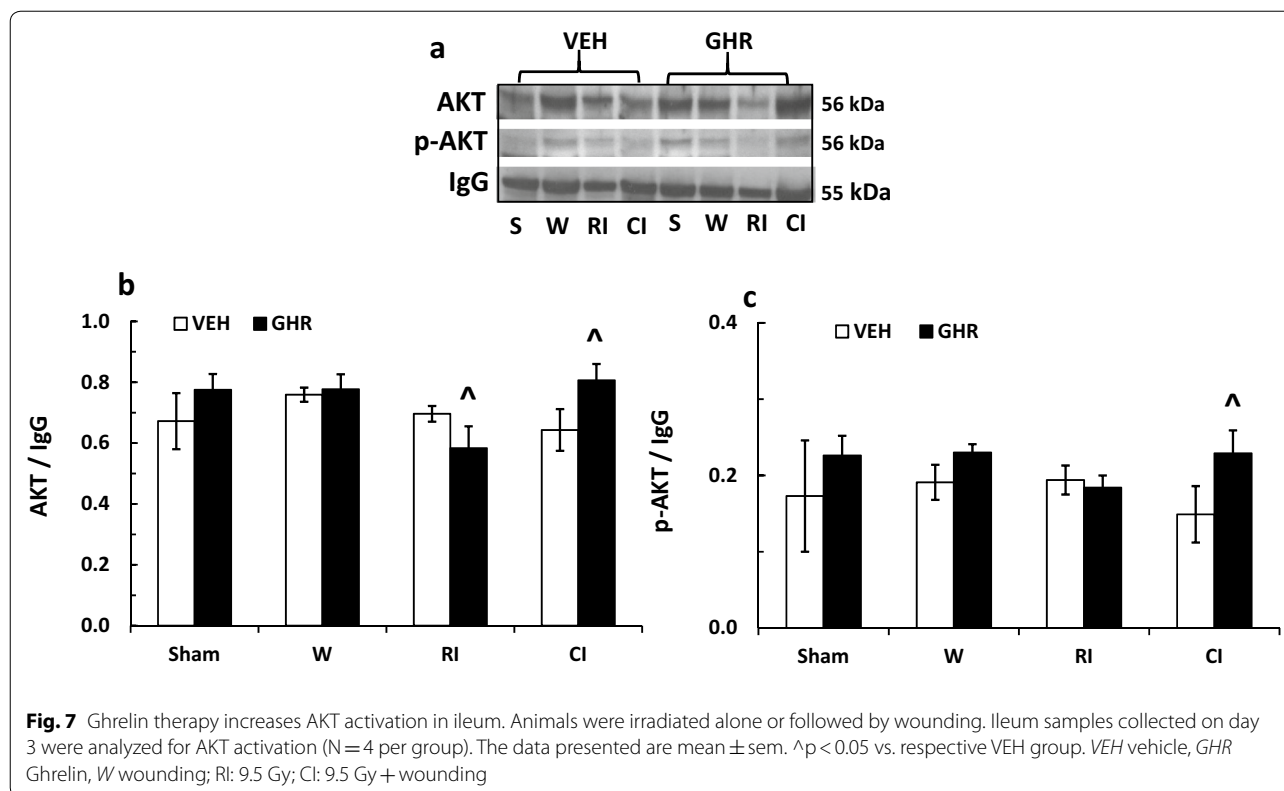 a
VEH GHR
AKT 56 kDa
p-AKT 56 kDa
IgG 55 kDa
S W RI CI S W RI CI
b
VEH GHR
AKT / IgG
1.0
0.8
0.6
0.4
0.2
0.0
^
^
Sham W RI CI
c
VEH GHR
p-AKT / IgG
0.4
0.2
0.0
^
Sham W RI CI
Fig. 7 Ghrelin therapy increases AKT activation in ileum. Animals were irradiated alone or followed by wounding. Ileum samples collected on day
3 were analyzed for AKT activation (N = 4 per group). The data presented are mean ± sem. ^p < 0.05 vs. respective VEH group. VEH vehicle, GHR
Ghrelin, W wounding; RI: 9.5 Gy; CI: 9.5 Gy + wounding